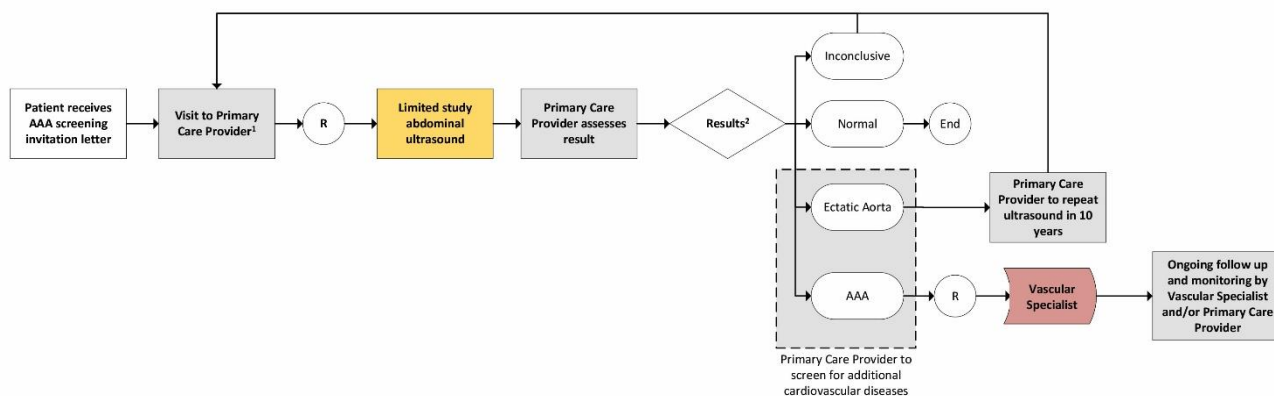 Patient receives
AAA screening
invitation letter
Visit to Primary
Care Provider¹
R
Limited study
abdominal
ultrasound
Primary Care
Provider assesses
result
Results²
Inconclusive
Normal
End
Ectatic Aorta
Primary Care
Provider to repeat
ultrasound in 10
years
AAA
R
Vascular
Specialist
Ongoing follow up
and monitoring by
Vascular Specialist
and/or Primary Care
Provider
Primary Care Provider to
screen for additional
cardiovascular diseases